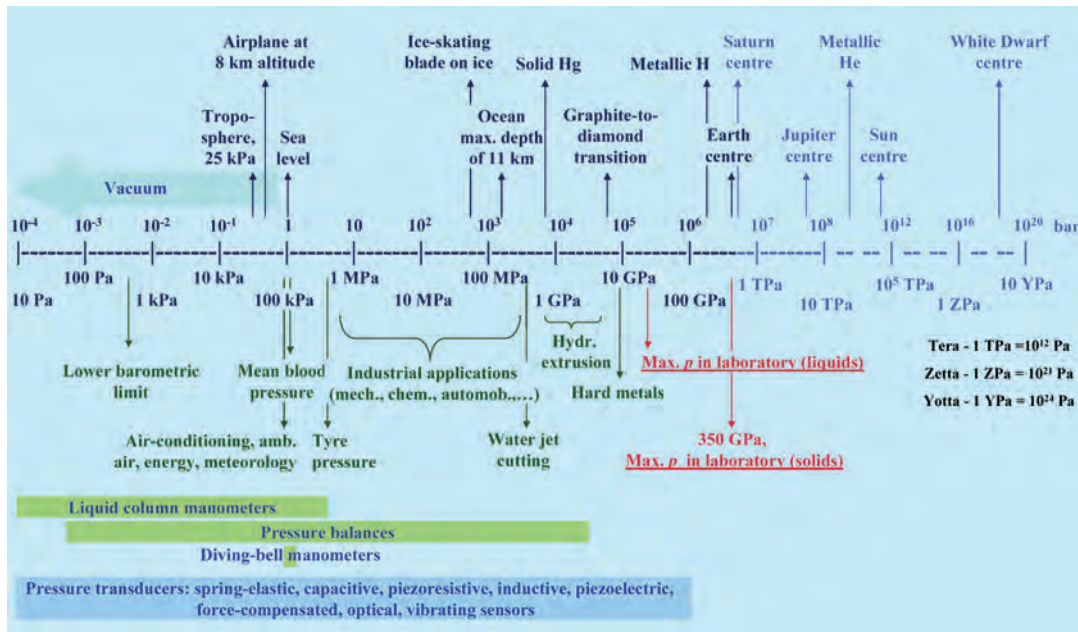 Airplane at
8 km altitude
Ice-skating
blade on ice
Solid Hg
Metallic H
Saturn
centre
Metallic
He
White Dwarf
centre
Tropo-
sphere,
25 kPa
Sea
level
Ocean
max. depth
of 11 km
Graphite-to-
diamond
transition
Earth
centre
Jupiter
centre
Sun
centre
Vacuum
10⁻⁴ 10⁻³ 10⁻² 10⁻¹ 1 10 10² 10³ 10⁴ 10⁵ 10⁶ 10⁷ 10⁸ 10¹² 10¹⁶ 10²⁰ bar
100 Pa 10 kPa 1 MPa 100 MPa 10 GPa 1 TPa 10⁵ TPa 10 YPa
10 Pa 1 kPa 100 kPa 10 MPa 1 GPa 100 GPa 10 TPa 1 ZPa
Lower barometric
limit
Mean blood
pressure
Industrial applications
(mech., chem., automob.,…)
Hydr.
extrusion
Hard metals
Max. p in laboratory (liquids)
Tera - 1 TPa =10¹² Pa
Zetta - 1 ZPa = 10²¹ Pa
Yotta - 1 YPa = 10²⁴ Pa
Air-conditioning, amb.
air, energy, meteorology
Tyre
pressure
Water jet
cutting
350 GPa,
Max. p in laboratory (solids)
Liquid column manometers
Pressure balances
Diving-bell manometers
Pressure transducers: spring-elastic, capacitive, piezoresistive, inductive, piezoelectric,
force-compensated, optical, vibrating sensors